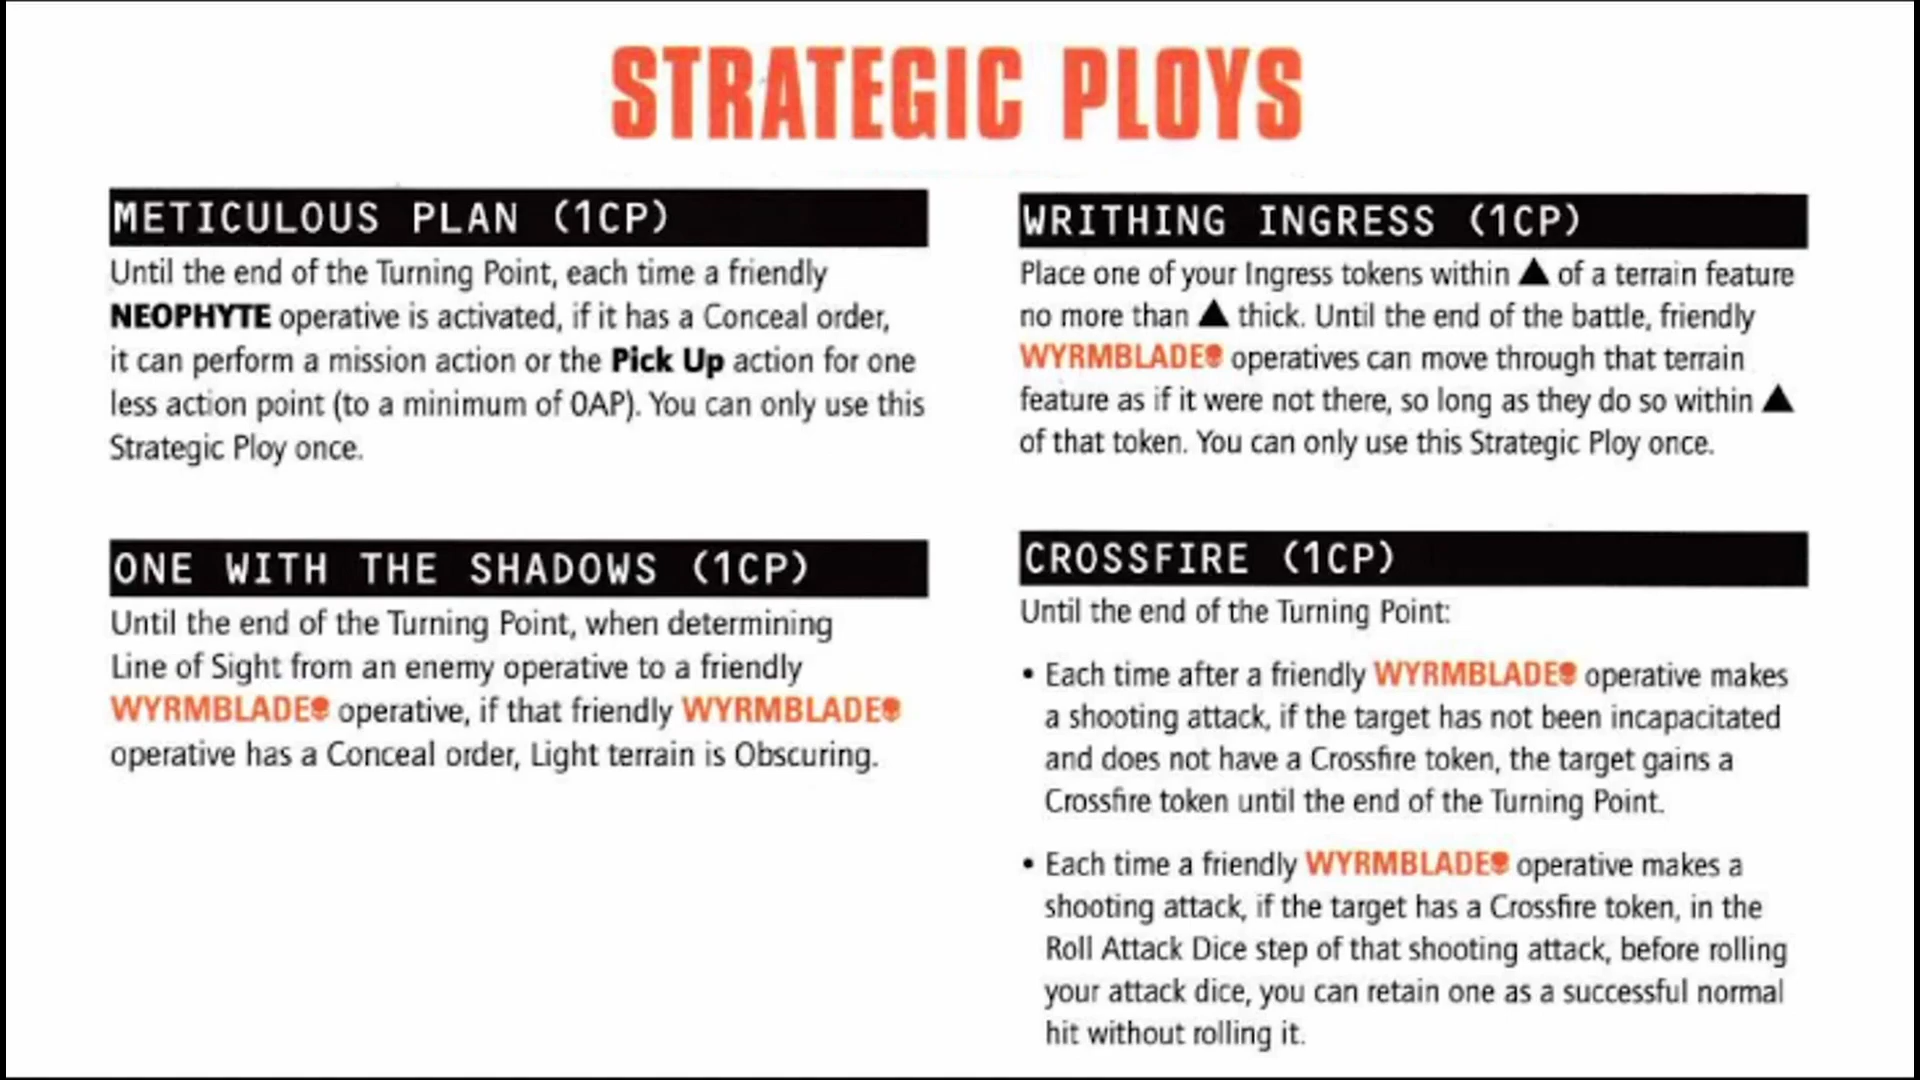 STRATEGIC PLOYS
METICULOUS PLAN (1CP)
Until the end of the Turning Point, each time a friendly
NEOPHYTE operative is activated, if it has a Conceal order,
it can perform a mission action or the Pick Up action for one
less action point (to a minimum of 0AP). You can only use this
Strategic Ploy once.
ONE WITH THE SHADOWS (1CP)
Until the end of the Turning Point, when determining
Line of Sight from an enemy operative to a friendly
WYRMBLADE operative, if that friendly WYRMBLADE
operative has a Conceal order, Light terrain is Obscuring.
WRITHING INGRESS (1CP)
Place one of your Ingress tokens within ▲ of a terrain feature
no more than ▲ thick. Until the end of the battle, friendly
WYRMBLADE operatives can move through that terrain
feature as if it were not there, so long as they do so within ▲
of that token. You can only use this Strategic Ploy once.
CROSSFIRE (1CP)
Until the end of the Turning Point:
• Each time after a friendly WYRMBLADE operative makes
a shooting attack, if the target has not been incapacitated
and does not have a Crossfire token, the target gains a
Crossfire token until the end of the Turning Point.
• Each time a friendly WYRMBLADE operative makes a
shooting attack, if the target has a Crossfire token, in the
Roll Attack Dice step of that shooting attack, before rolling
your attack dice, you can retain one as a successful normal
hit without rolling it.